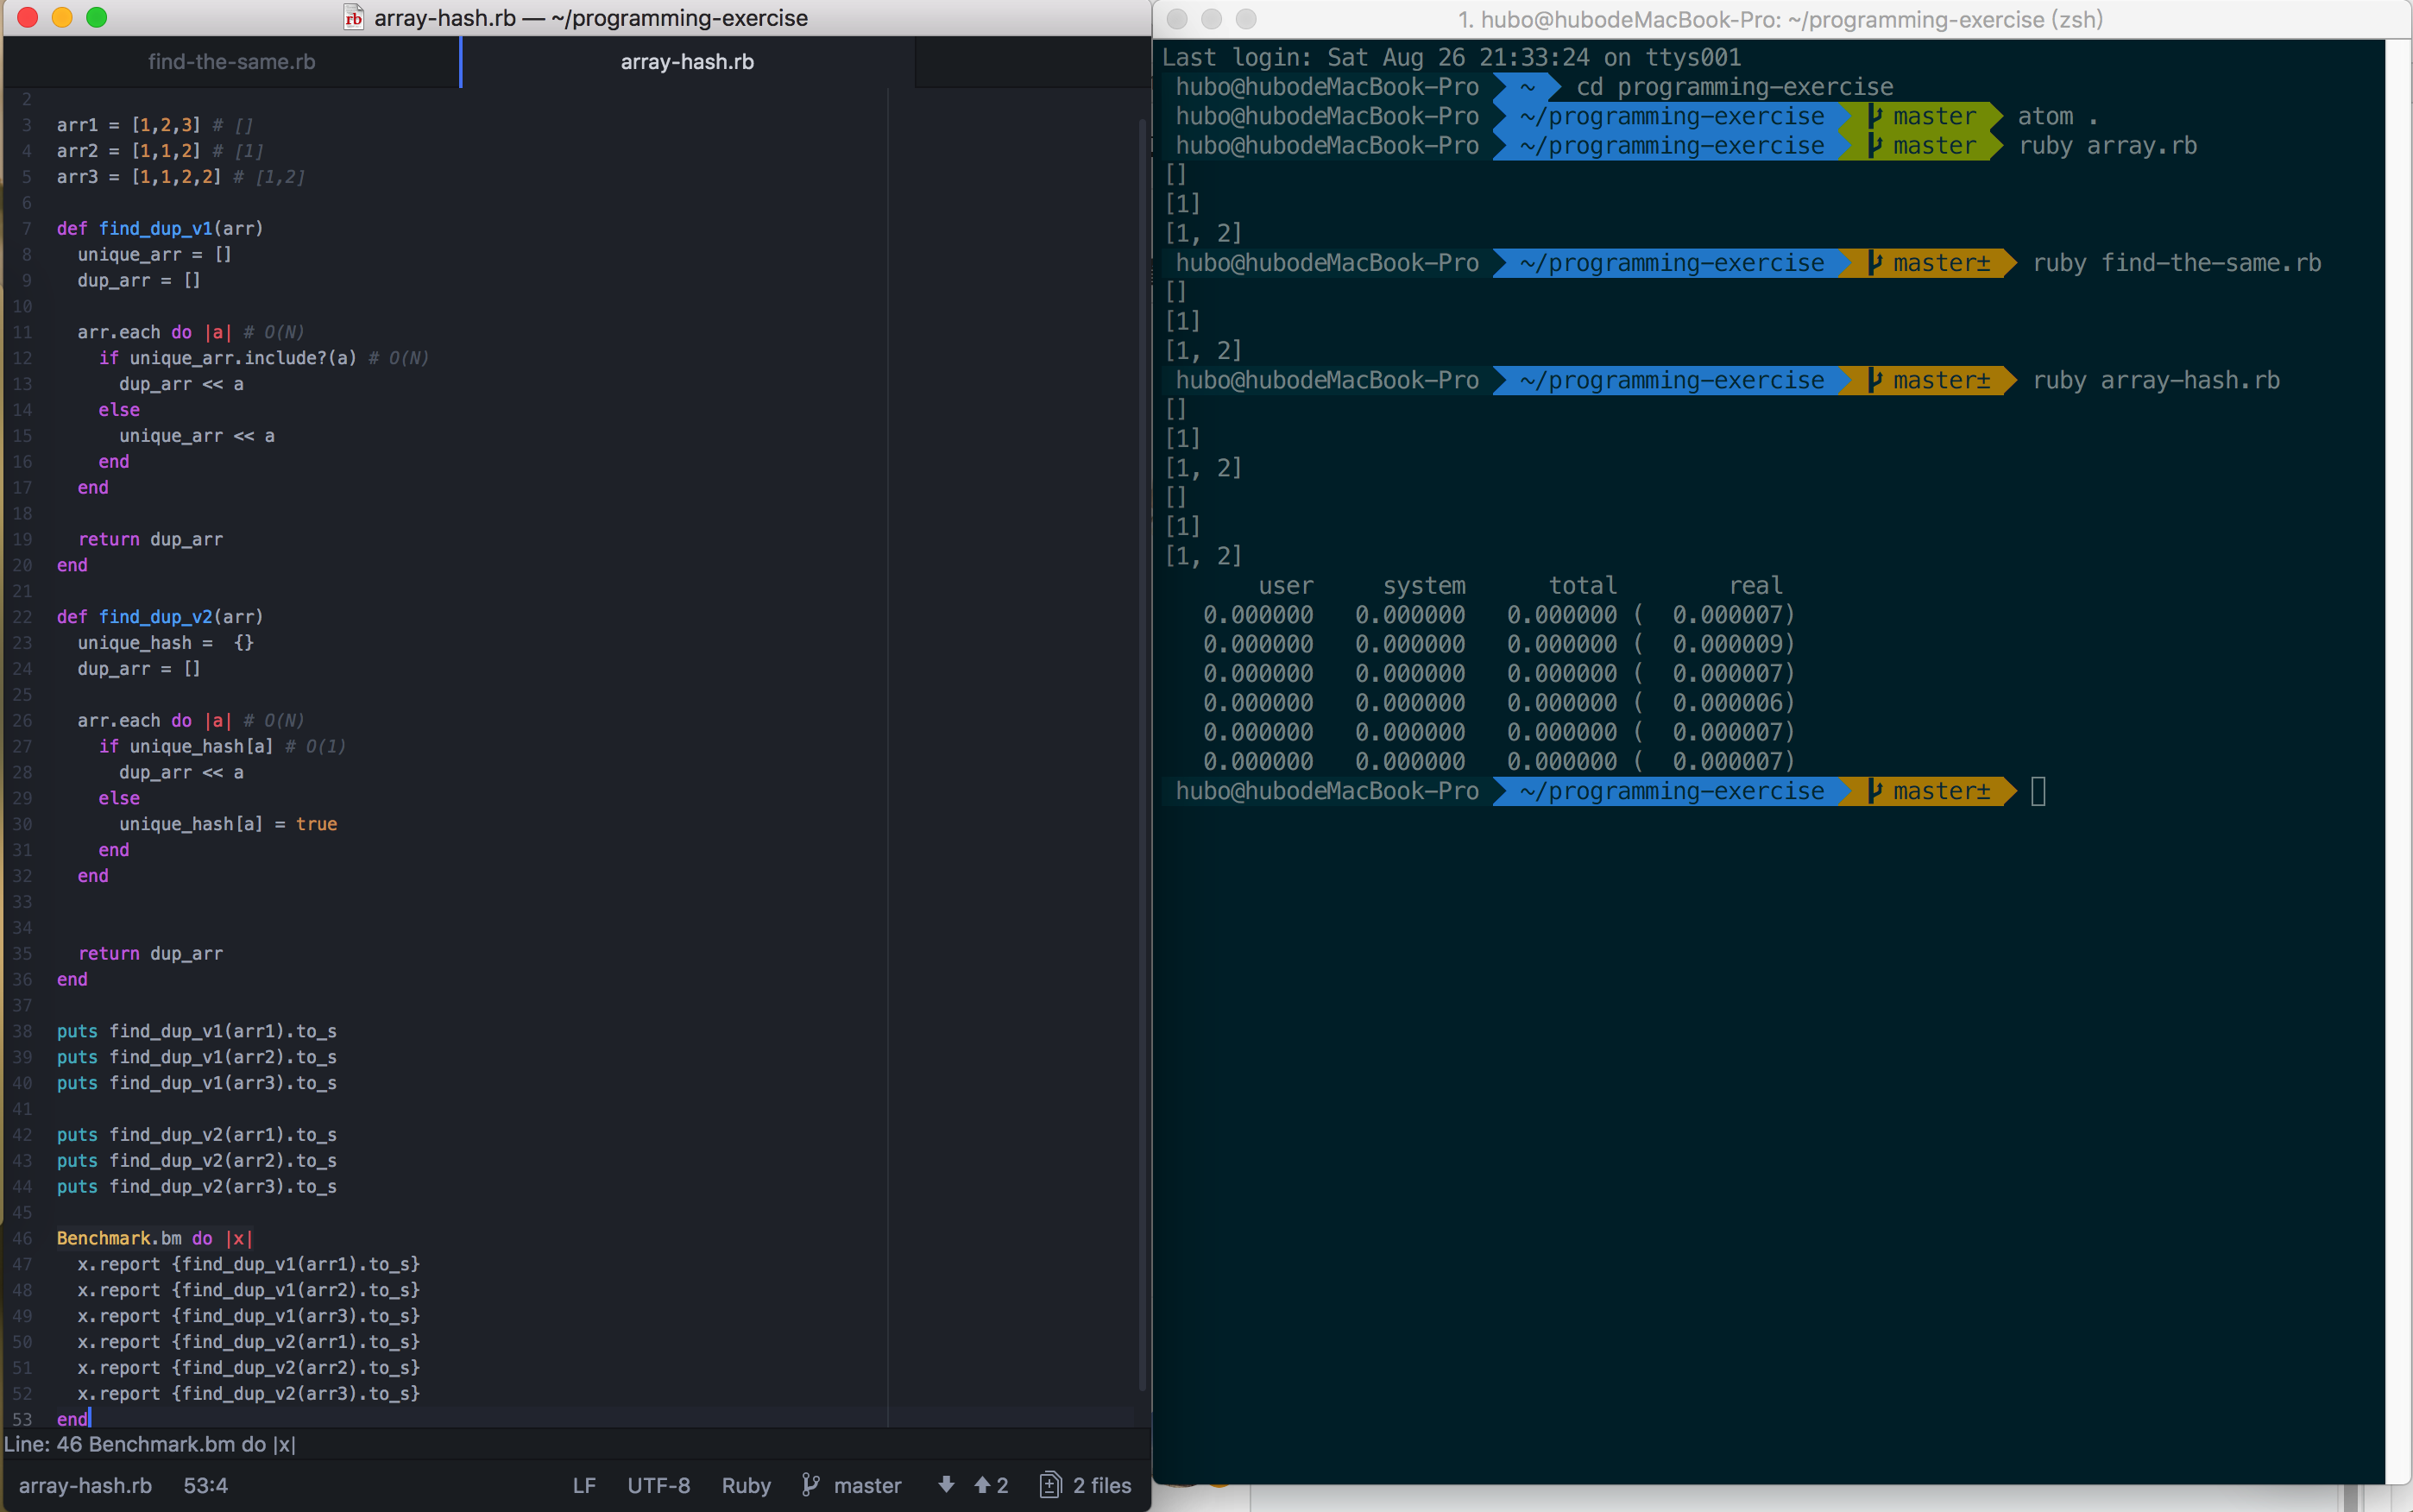 array-hash.rb — ~/programming-exercise
find-the-same.rb
array-hash.rb
2
3 arr1 = [1,2,3] # []
4 arr2 = [1,1,2] # [1]
5 arr3 = [1,1,2,2] # [1,2]
6
7 def find_dup_v1(arr)
8   unique_arr = []
9   dup_arr = []
10
11   arr.each do |a| # O(N)
12     if unique_arr.include?(a) # O(N)
13       dup_arr << a
14     else
15       unique_arr << a
16     end
17   end
18
19   return dup_arr
20 end
21
22 def find_dup_v2(arr)
23   unique_hash =  {}
24   dup_arr = []
25
26   arr.each do |a| # O(N)
27     if unique_hash[a] # O(1)
28       dup_arr << a
29     else
30       unique_hash[a] = true
31     end
32   end
33
34
35   return dup_arr
36 end
37
38 puts find_dup_v1(arr1).to_s
39 puts find_dup_v1(arr2).to_s
40 puts find_dup_v1(arr3).to_s
41
42 puts find_dup_v2(arr1).to_s
43 puts find_dup_v2(arr2).to_s
44 puts find_dup_v2(arr3).to_s
45
46 Benchmark.bm do |x|
47   x.report {find_dup_v1(arr1).to_s}
48   x.report {find_dup_v1(arr2).to_s}
49   x.report {find_dup_v1(arr3).to_s}
50   x.report {find_dup_v2(arr1).to_s}
51   x.report {find_dup_v2(arr2).to_s}
52   x.report {find_dup_v2(arr3).to_s}
53 end
Line: 46 Benchmark.bm do |x|
array-hash.rb 53:4 LF UTF-8 Ruby master 2 2 files
1. hubo@hubodeMacBook-Pro: ~/programming-exercise (zsh)
Last login: Sat Aug 26 21:33:24 on ttys001
hubo@hubodeMacBook-Pro ~ cd programming-exercise
hubo@hubodeMacBook-Pro ~/programming-exercise master atom .
hubo@hubodeMacBook-Pro ~/programming-exercise master ruby array.rb
[]
[1]
[1, 2]
hubo@hubodeMacBook-Pro ~/programming-exercise master± ruby find-the-same.rb
[]
[1]
[1, 2]
hubo@hubodeMacBook-Pro ~/programming-exercise master± ruby array-hash.rb
[]
[1]
[1, 2]
[]
[1]
[1, 2]
user system total real
0.000000 0.000000 0.000000 ( 0.000007)
0.000000 0.000000 0.000000 ( 0.000009)
0.000000 0.000000 0.000000 ( 0.000007)
0.000000 0.000000 0.000000 ( 0.000006)
0.000000 0.000000 0.000000 ( 0.000007)
0.000000 0.000000 0.000000 ( 0.000007)
hubo@hubodeMacBook-Pro ~/programming-exercise master±